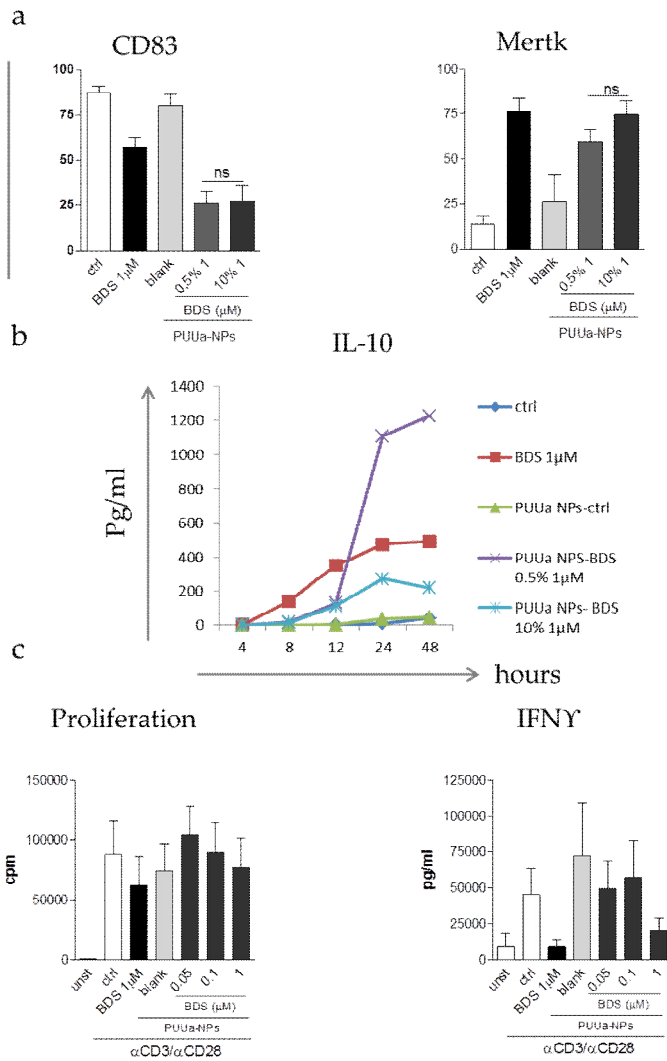 a
CD83
Mertk
100
75
50
25
0
ctrl
BDS 1µM
blank
0.5% 1
10% 1
ns
BDS (µM)
PUUa-NPs
100
75
50
25
0
ctrl
BDS 1µM
blank
0.5% 1
10% 1
ns
BDS (µM)
PUUa-NPs
b
IL-10
Pg/ml
1400
1200
1000
800
600
400
200
0
4 8 12 24 48
hours
ctrl
BDS 1µM
PUUa NPs-ctrl
PUUa NPS-BDS
0.5% 1µM
PUUa NPs- BDS
10% 1µM
c
Proliferation
IFNϒ
150000
100000
50000
0
cpm
unst
ctrl
BDS 1µM
blank
0.05
0.1
1
BDS (µM)
PUUa-NPs
αCD3/αCD28
125000
100000
75000
50000
25000
0
pg/ml
unst
ctrl
BDS 1µM
blank
0.05
0.1
1
BDS (µM)
PUUa-NPs
αCD3/αCD28